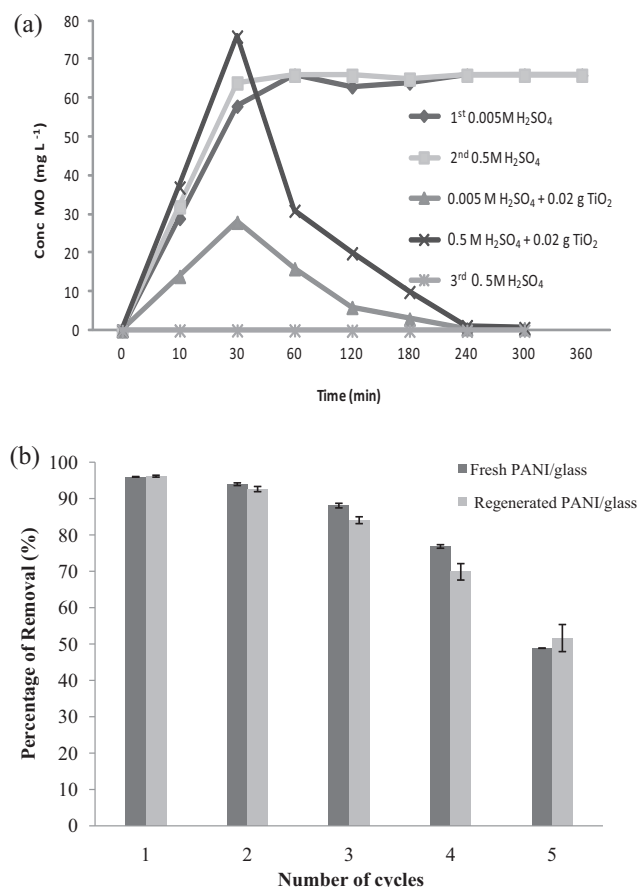 (a)
80
70
60
50
40
30
20
10
0
Conc MO (mg L⁻¹)
0 10 30 60 120 180 240 300 360
Time (min)
1ˢᵗ 0.005M H₂SO₄
2ⁿᵈ 0.5M H₂SO₄
0.005 M H₂SO₄ + 0.02 g TiO₂
0.5 M H₂SO₄ + 0.02 g TiO₂
3ʳᵈ 0.5M H₂SO₄
(b)
100
90
80
70
60
50
40
30
20
10
0
Percentage of Removal (%)
Fresh PANI/glass
Regenerated PANI/glass
1 2 3 4 5
Number of cycles